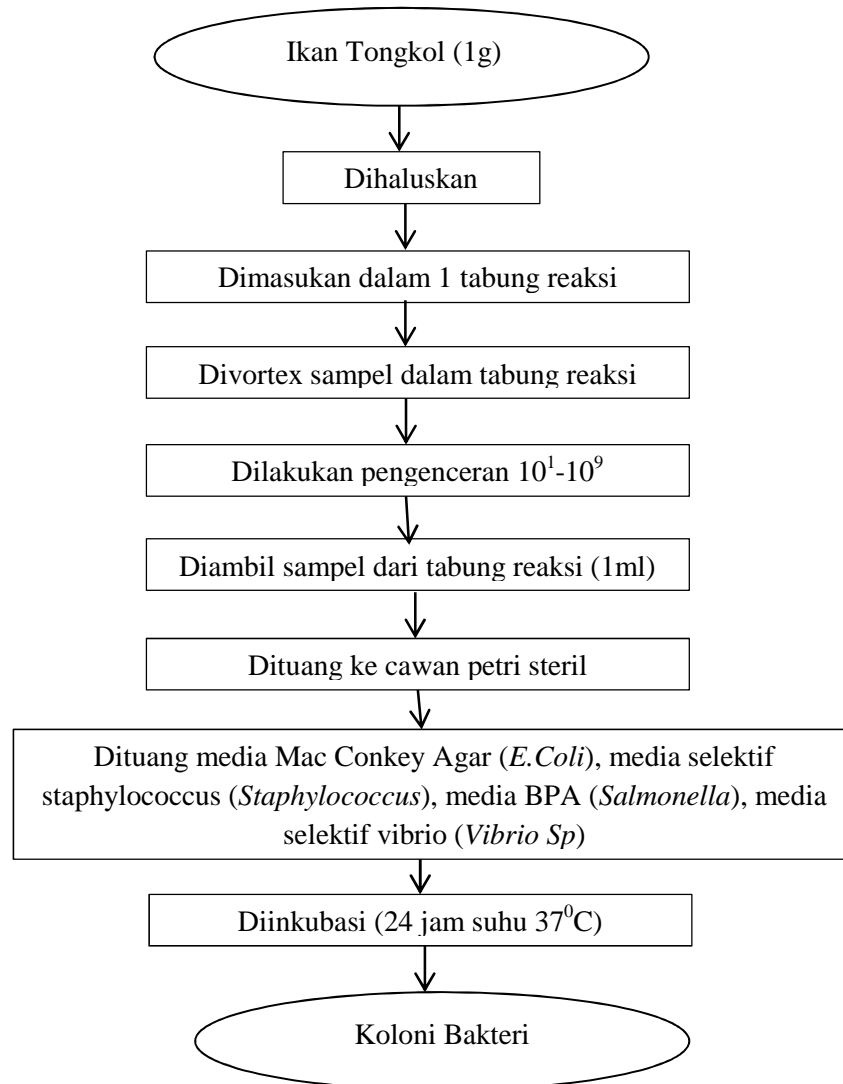 Ikan Tongkol (1g)
Dihaluskan
Dimasukan dalam 1 tabung reaksi
Divortex sampel dalam tabung reaksi
Dilakukan pengenceran 10¹-10⁹
Diambil sampel dari tabung reaksi (1ml)
Dituang ke cawan petri steril
Dituang media Mac Conkey Agar (E.Coli), media selektif
staphylococcus (Staphylococcus), media BPA (Salmonella), media
selektif vibrio (Vibrio Sp)
Diinkubasi (24 jam suhu 37⁰C)
Koloni Bakteri